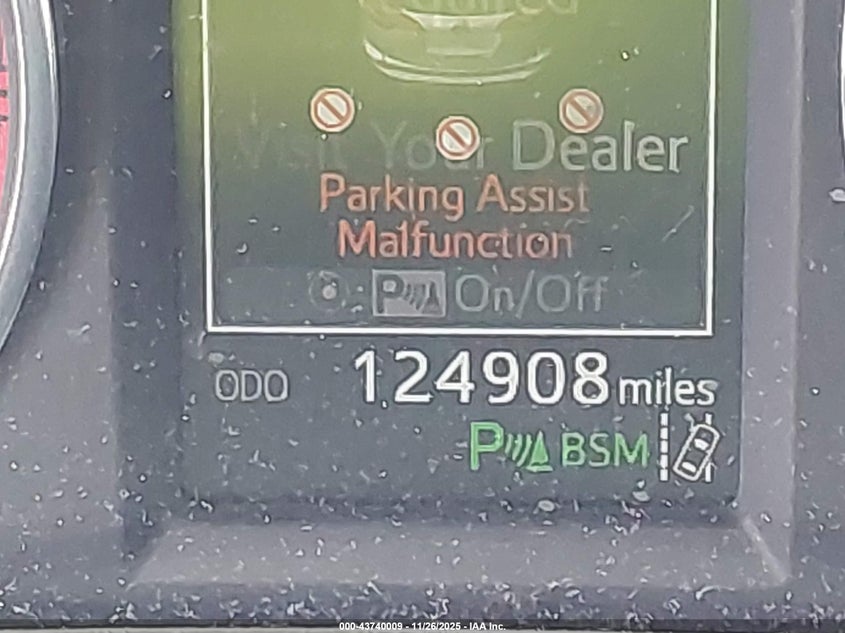 Required
Visit Your Dealer
Parking Assist
Malfunction
P On/Off
ODO 124908 miles
P BSM
000-43740009 - 11/26/2025 - IAA Inc.